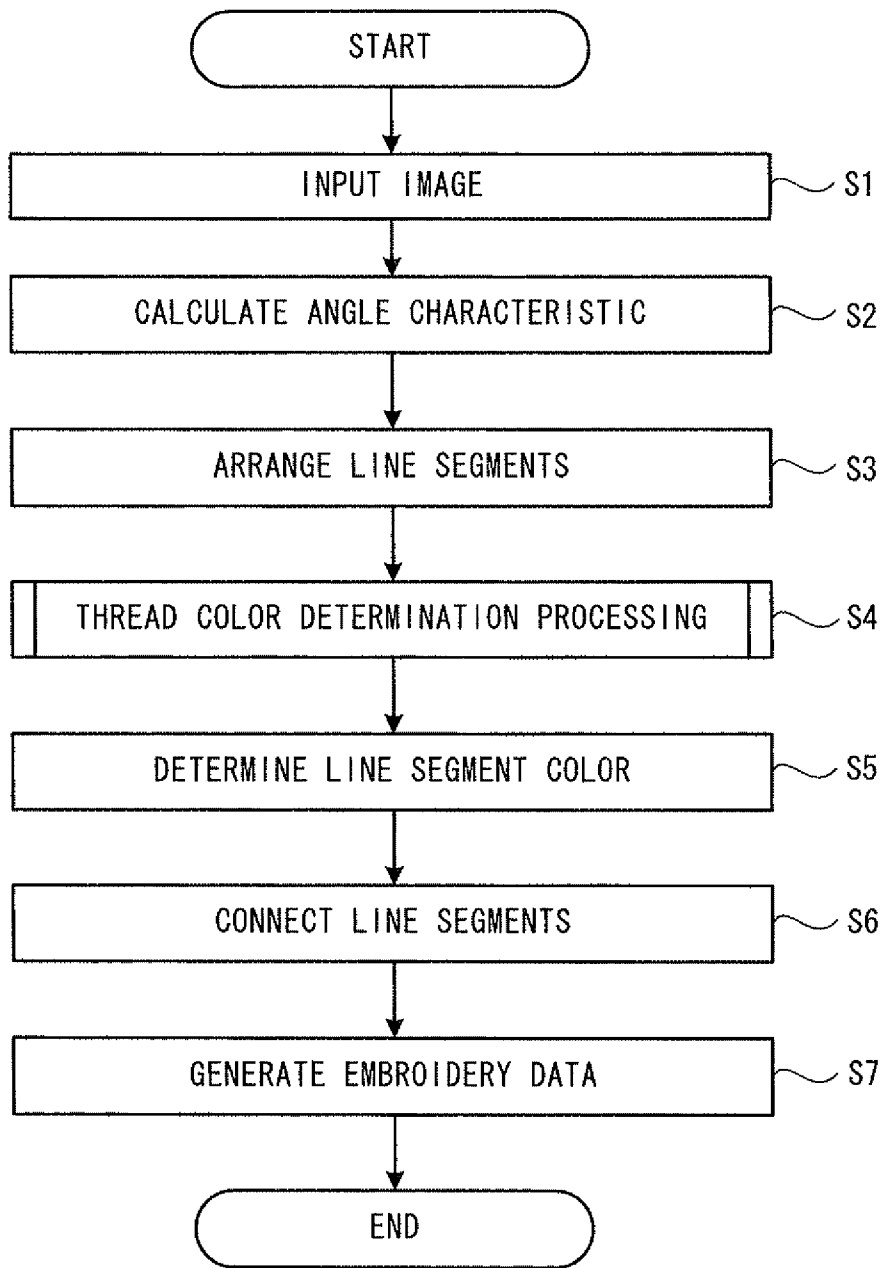 START
INPUT IMAGE
S1
CALCULATE ANGLE CHARACTERISTIC
S2
ARRANGE LINE SEGMENTS
S3
THREAD COLOR DETERMINATION PROCESSING
S4
DETERMINE LINE SEGMENT COLOR
S5
CONNECT LINE SEGMENTS
S6
GENERATE EMBROIDERY DATA
S7
END